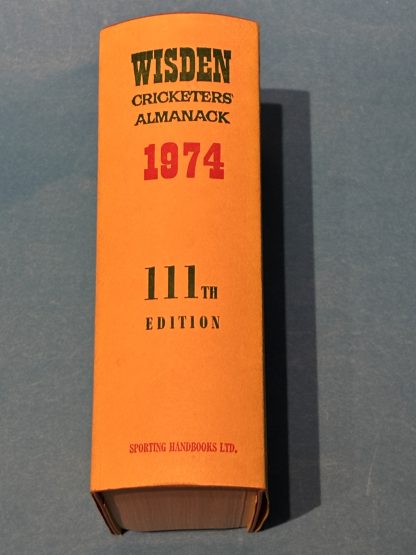 WISDEN
CRICKETERS'
ALMANACK
1974
111TH
EDITION
SPORTING HANDBOOKS LTD.